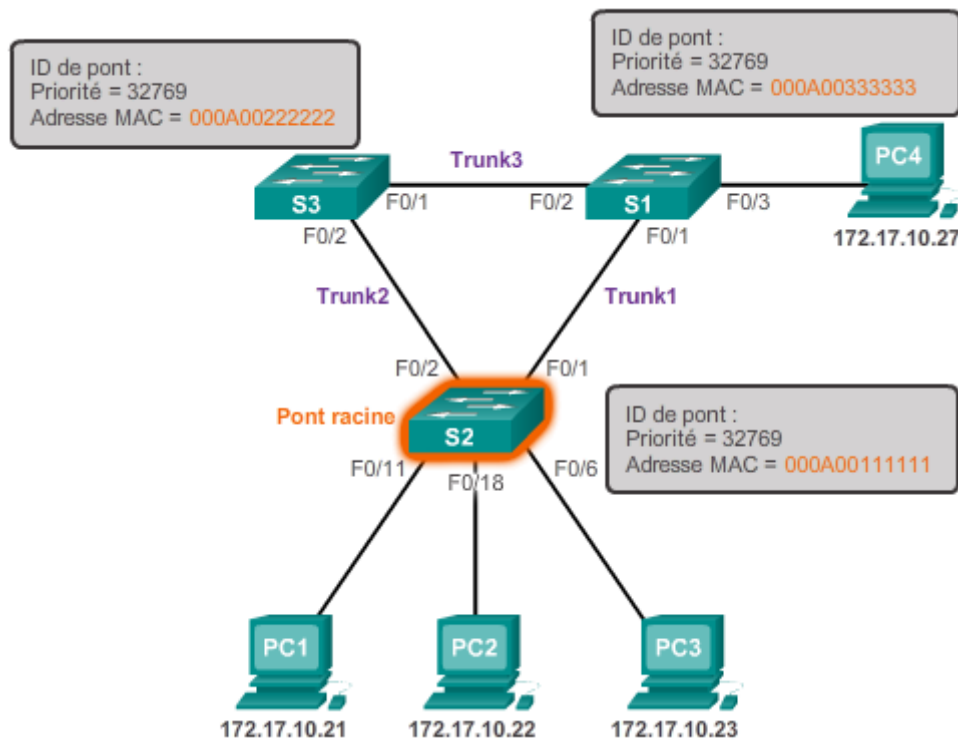 ID de pont :
Priorité = 32769
Adresse MAC = 000A00222222
ID de pont :
Priorité = 32769
Adresse MAC = 000A00333333
PC4
Trunk3
S3
F0/1
F0/2
S1
F0/3
F0/2
F0/1
172.17.10.27
Trunk2
Trunk1
F0/2
F0/1
Pont racine
S2
ID de pont :
Priorité = 32769
Adresse MAC = 000A00111111
F0/11
F0/18
F0/6
PC1
PC2
PC3
172.17.10.21
172.17.10.22
172.17.10.23